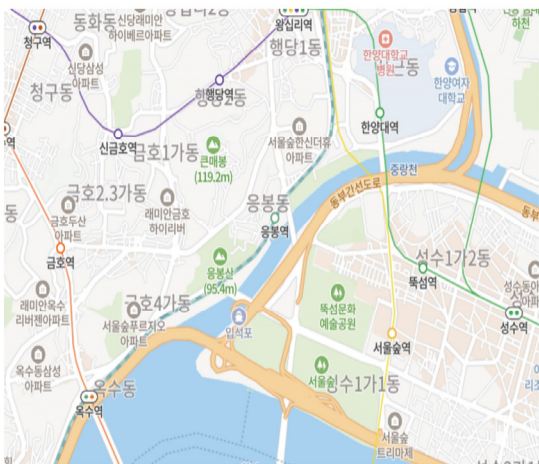 동화동
신당래미안
하이베르아파트
왕십리역
하천
청구역
행당1동
한양대학교
병원
신당삼성
아파트
한양여자
대학교
청구동
행당역
한양대역
신금호역
금호1가동
큰매봉
(119.2m)
서울숲한신더휴
아파트
중랑천
금호2.3가동
동부간선도로
금호두산
아파트
래미안금호
하이리버
응봉동
응봉역
금호역
응봉산
(95.4m)
성수1가2동
뚝섬역
래미안옥수
리버젠아파트
금호4가동
서울숲푸르지오
아파트
입석포
뚝섬문화
예술공원
성수역
서울숲역
옥수동삼성
아파트
옥수동
옥수역
서울숲
성수1가1동
서울숲
트리마제